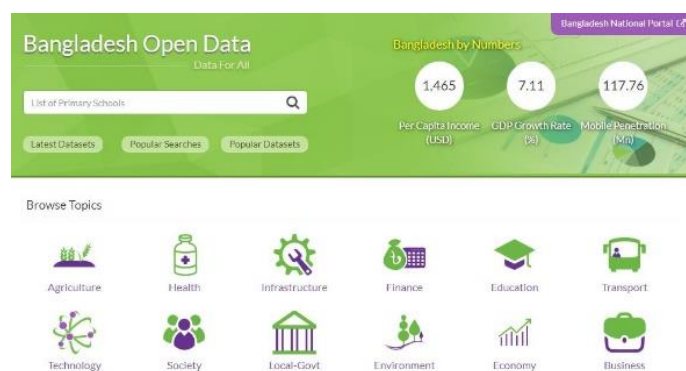 Bangladesh National Portal
Bangladesh Open Data
Data For All
Bangladesh by Numbers
1,465
7.11
117.76
List of Primary Schools
Per Capita Income
(USD)
GDP Growth Rate
(%)
Mobile Penetration
(Mn)
Latest Datasets
Popular Searches
Popular Datasets
Browse Topics
Agriculture
Health
Infrastructure
Finance
Education
Transport
Technology
Society
Local-Govt
Environment
Economy
Business